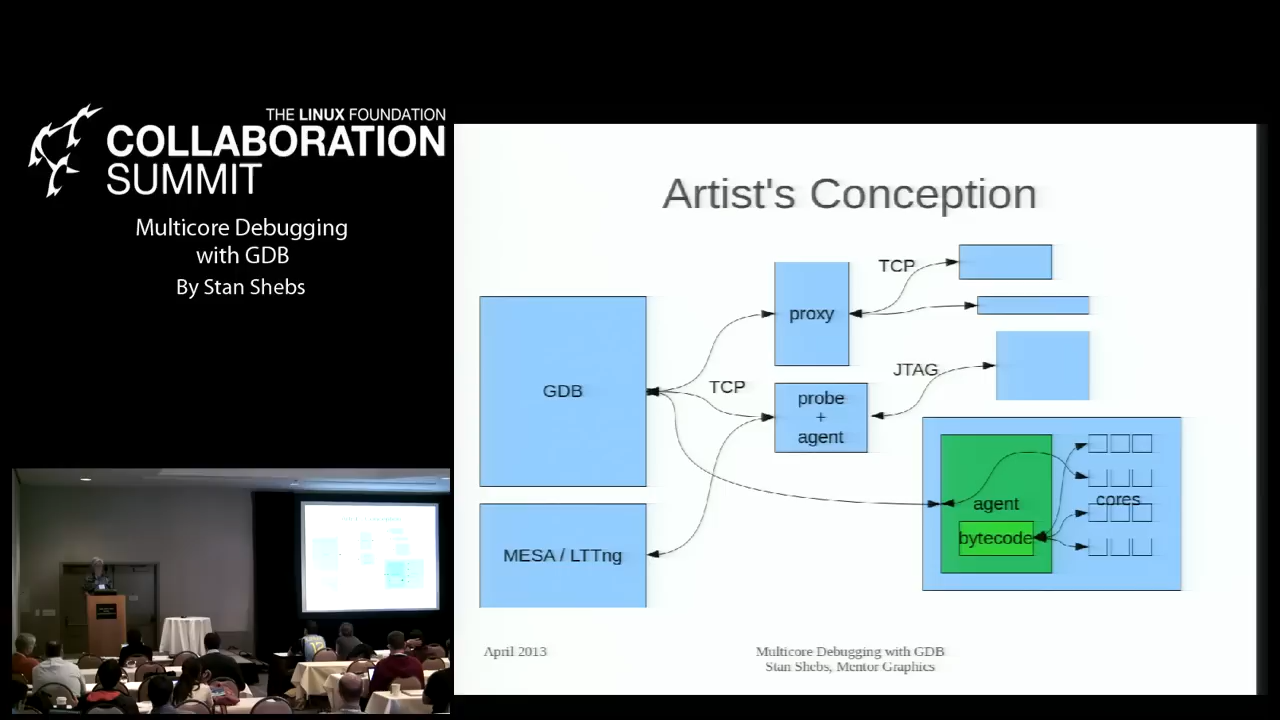 THE LINUX FOUNDATION
COLLABORATION
SUMMIT
Multicore Debugging
with GDB
By Stan Shebs
Artist's Conception
TCP
proxy
GDB
TCP
JTAG
probe
+
agent
agent
cores
bytecode
MESA / LTTng
April 2013
Multicore Debugging with GDB
Stan Shebs, Mentor Graphics